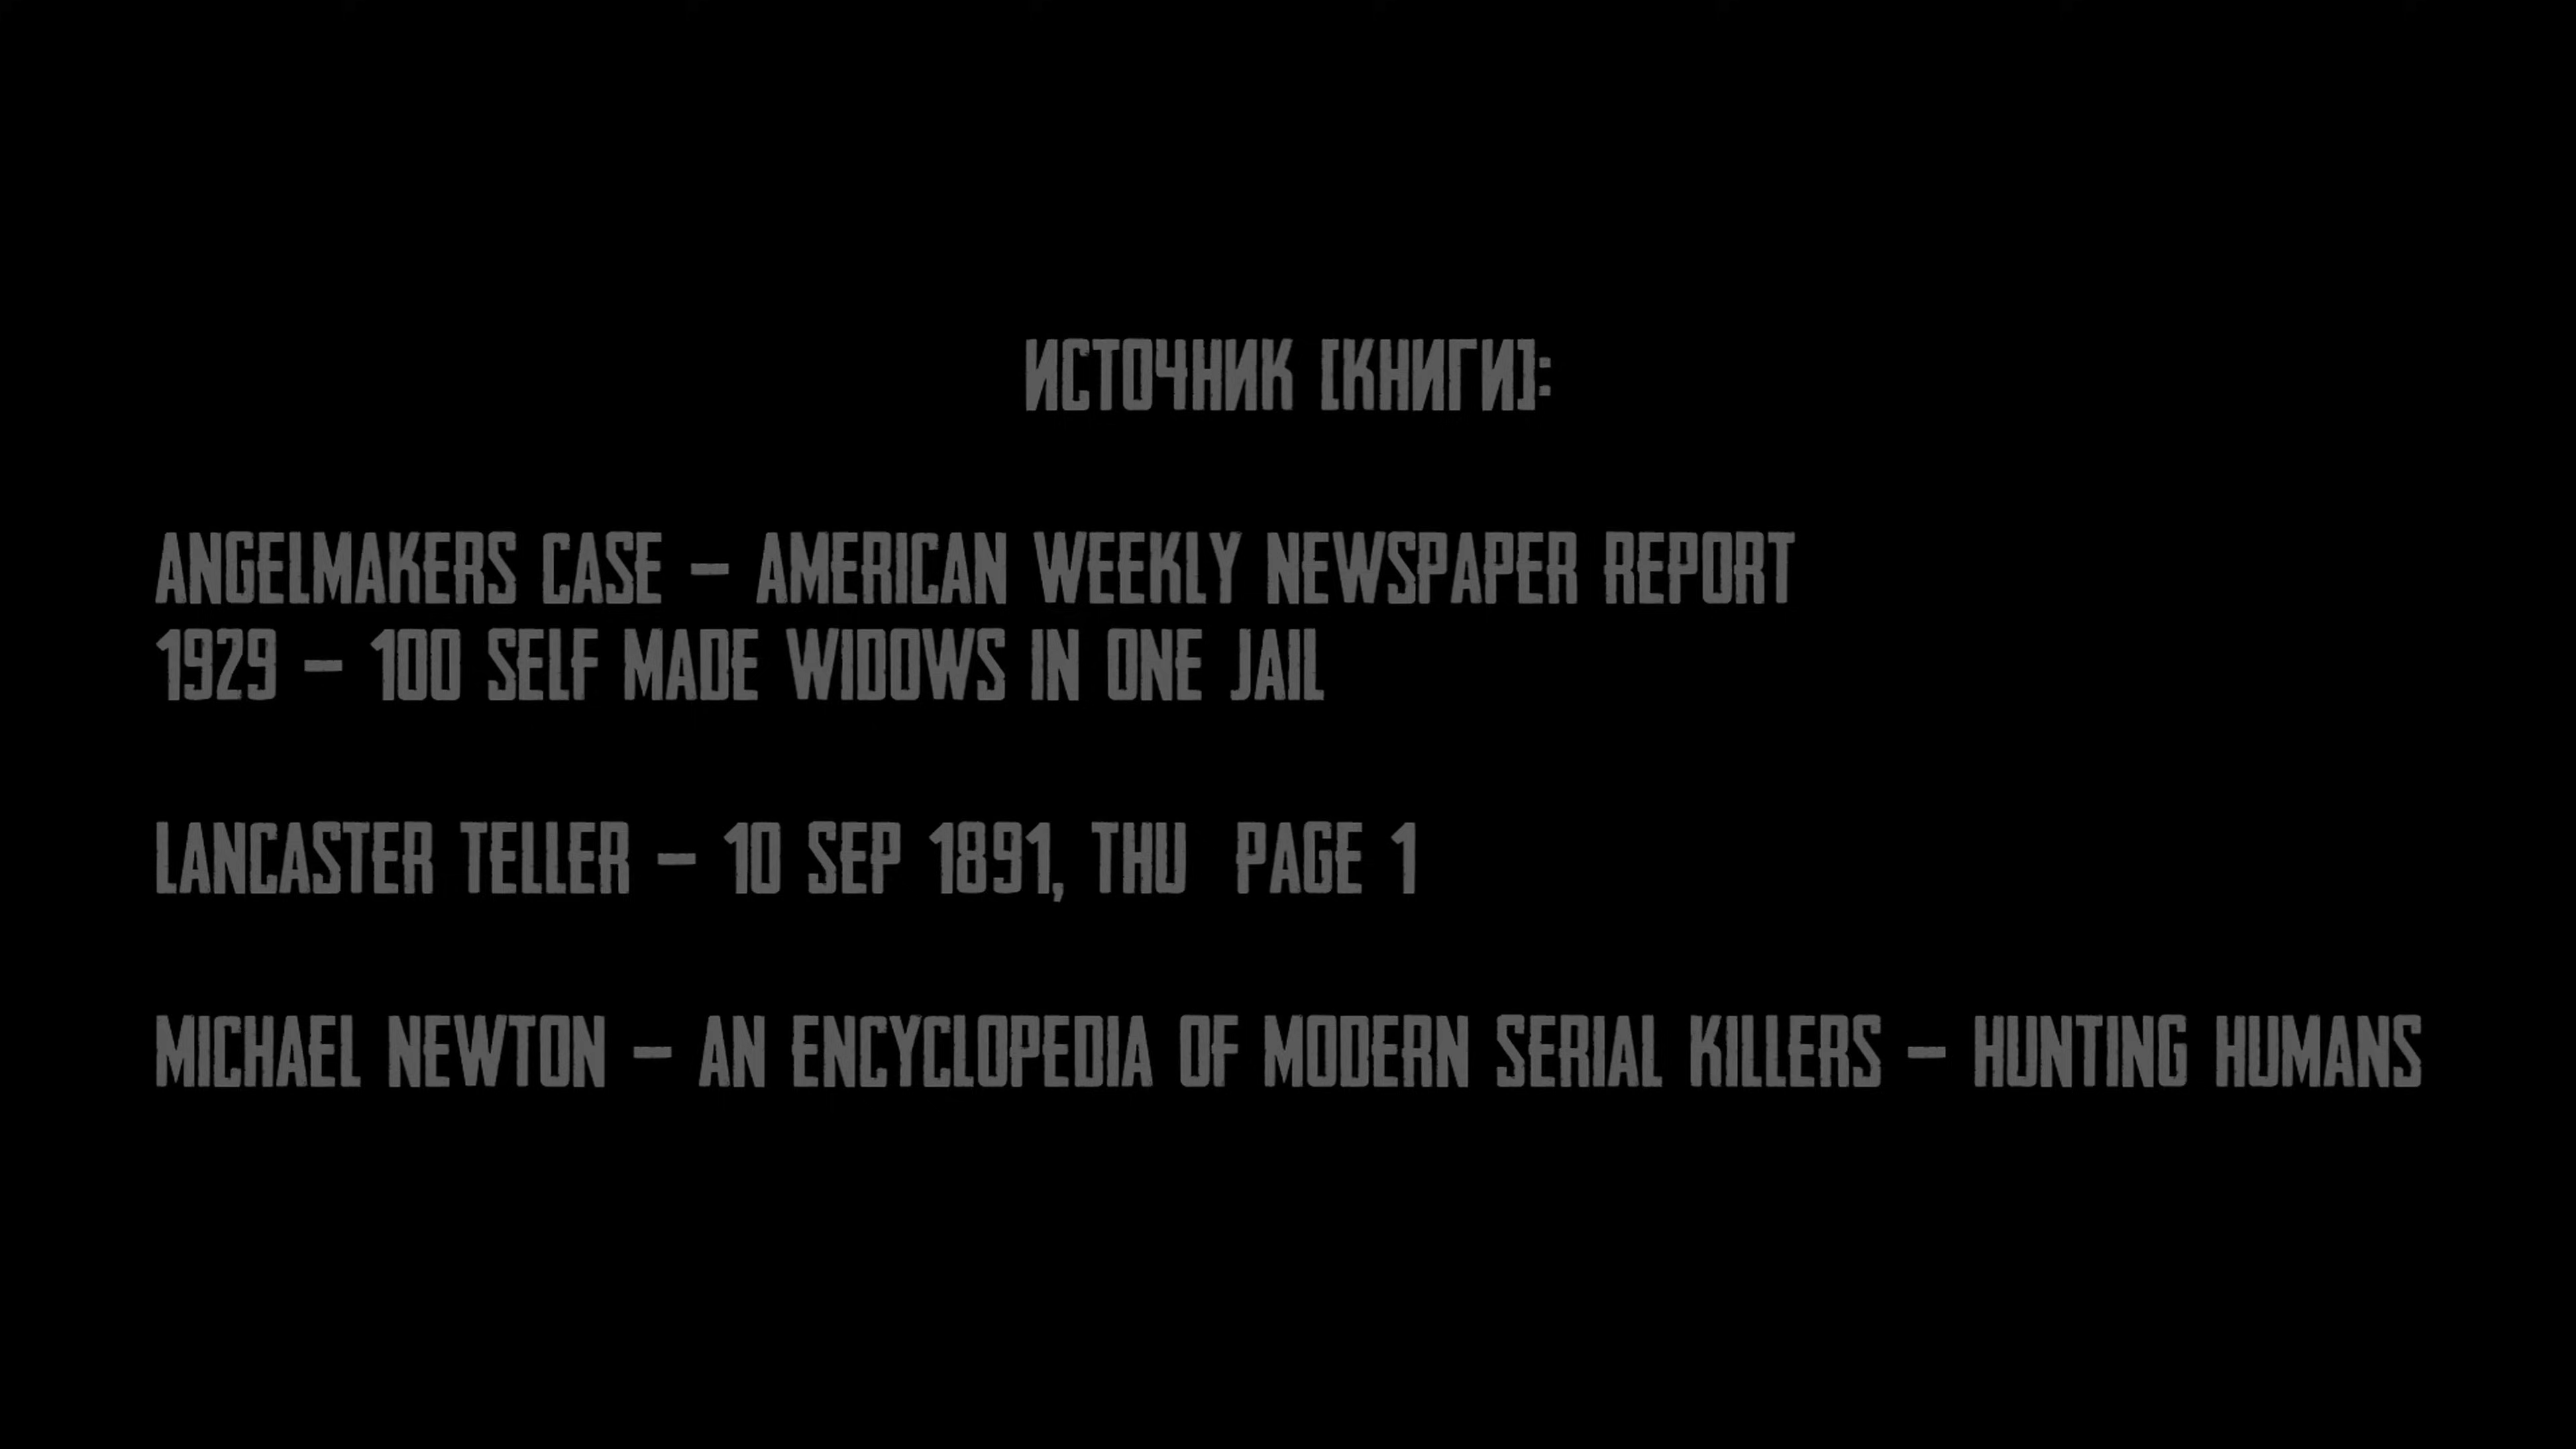 ИСТОЧНИК [КНИГИ]:
ANGELMAKERS CASE – AMERICAN WEEKLY NEWSPAPER REPORT
1929 – 100 SELF MADE WIDOWS IN ONE JAIL
LANCASTER TELLER – 10 SEP 1891, THU  PAGE 1
MICHAEL NEWTON – AN ENCYCLOPEDIA OF MODERN SERIAL KILLERS – HUNTING HUMANS